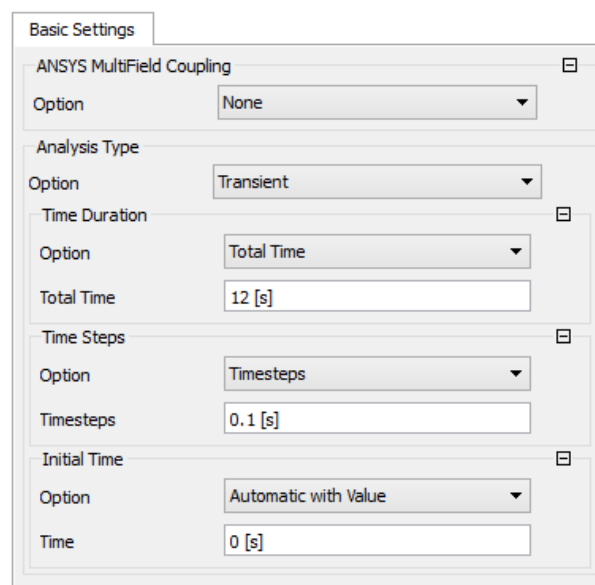 Basic Settings
ANSYS MultiField Coupling
Option None
Analysis Type
Option Transient
Time Duration
Option Total Time
Total Time 12 [s]
Time Steps
Option Timesteps
Timesteps 0.1 [s]
Initial Time
Option Automatic with Value
Time 0 [s]